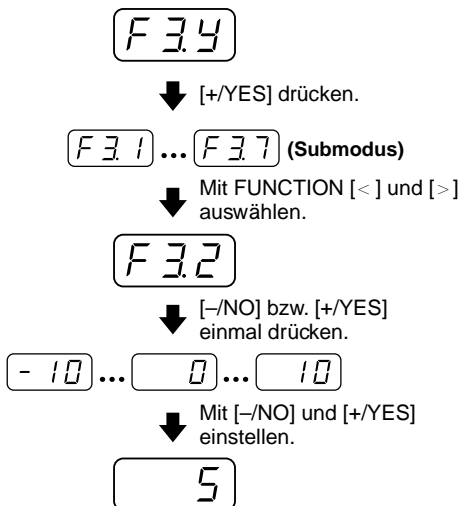 F 3.Y
[+/YES] drücken.
F 3.1 ... F 3.7 (Submodus)
Mit FUNCTION [< ] und [>]
auswählen.
F 3.2
[–/NO] bzw. [+/YES]
einmal drücken.
- 10 ... 0 ... 10
Mit [–/NO] und [+/YES]
einstellen.
5